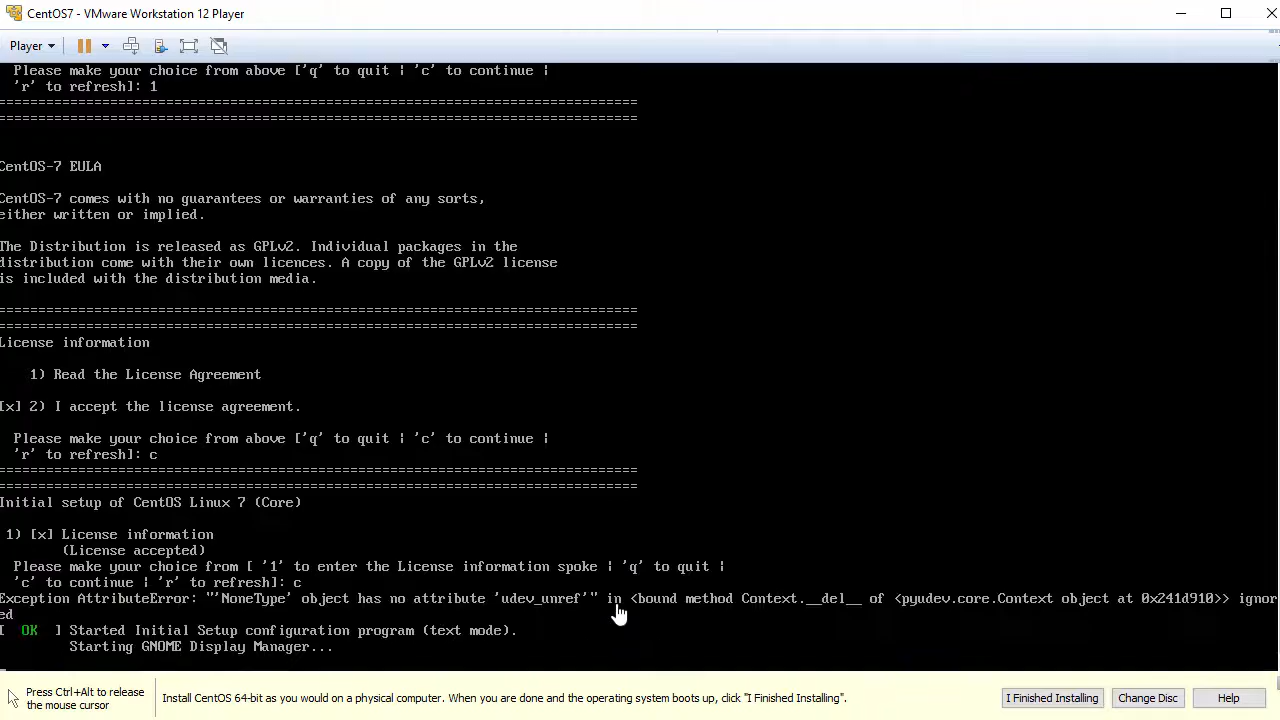 CentOS7 - VMware Workstation 12 Player
Player
Please make your choice from above ['q' to quit | 'c' to continue |
'r' to refresh]: 1
================================================================================
================================================================================
CentOS-7 EULA
CentOS-7 comes with no guarantees or warranties of any sorts,
either written or implied.
The Distribution is released as GPLv2. Individual packages in the
distribution come with their own licences. A copy of the GPLv2 license
is included with the distribution media.
================================================================================
================================================================================
License information
1) Read the License Agreement
[x] 2) I accept the license agreement.
Please make your choice from above ['q' to quit | 'c' to continue |
'r' to refresh]: c
================================================================================
================================================================================
Initial setup of CentOS Linux 7 (Core)
1) [x] License information
(License accepted)
Please make your choice from [ '1' to enter the License information spoke | 'q' to quit |
'c' to continue | 'r' to refresh]: c
Exception AttributeError: "'NoneType' object has no attribute 'udev_unref'" in <bound method Context.__del__ of <pyudev.core.Context object at 0x241d910>> ignor
ed
[ OK ] Started Initial Setup configuration program (text mode).
Starting GNOME Display Manager...
Press Ctrl+Alt to release
the mouse cursor
Install CentOS 64-bit as you would on a physical computer. When you are done and the operating system boots up, click "I Finished Installing".
I Finished Installing
Change Disc
Help